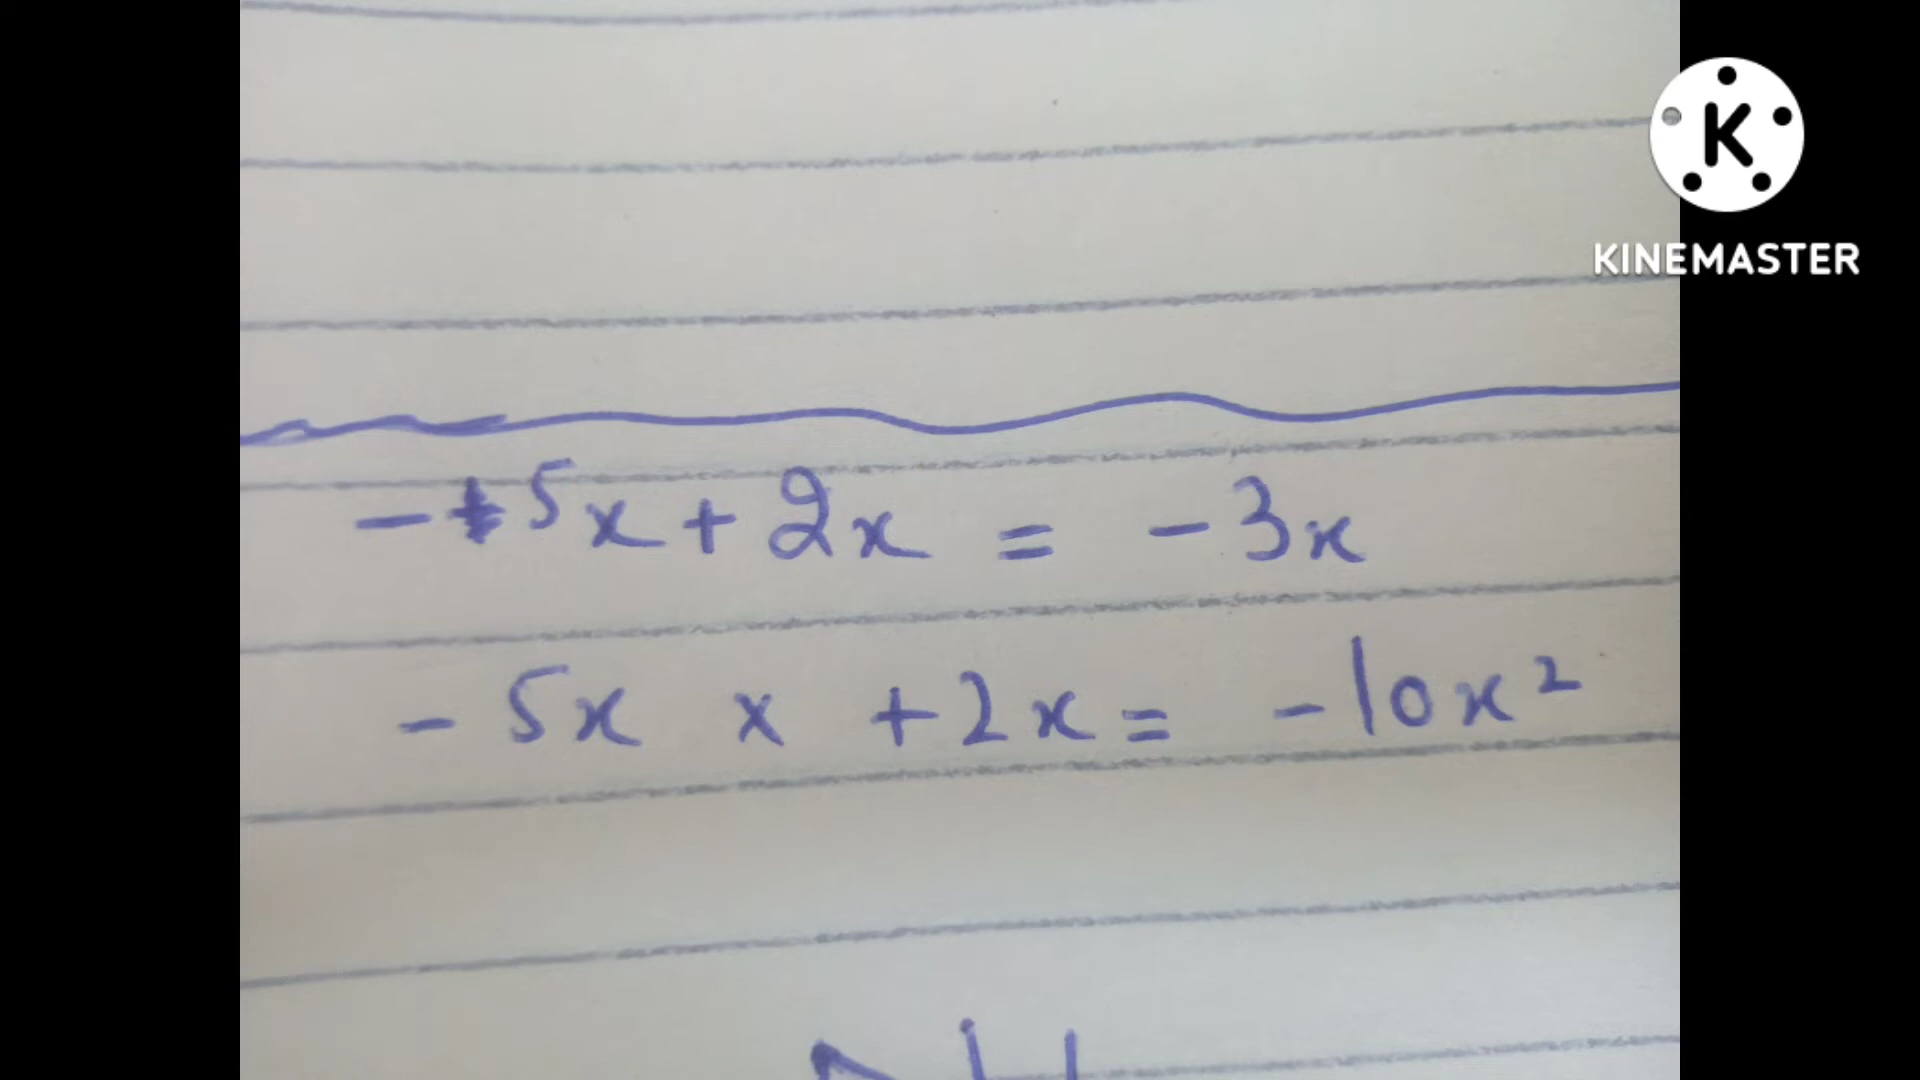 K
KINEMASTER
- 5x + 2x = - 3x
- 5x x + 2x = - 10x²